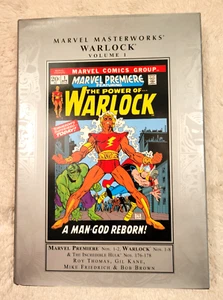 MARVEL MASTERWORKS
WARLOCK
VOLUME 1
MARVEL COMICS GROUP
MARVEL PREMIERE
FEATURING
THE POWER OF...
WARLOCK
A MAN-GOD REBORN!
MARVEL PREMIERE Nos. 1-2, WARLOCK Nos. 1-8
& THE INCREDIBLE HULK Nos. 176-178
ROY THOMAS, GIL KANE,
MIKE FRIEDRICH & BOB BROWN